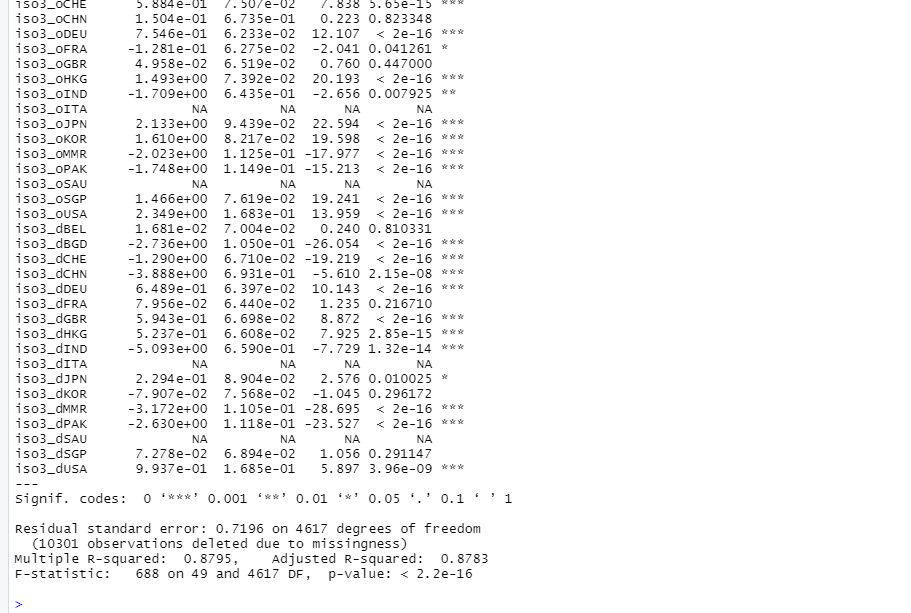 iso3_oCHE 5.884e-01 7.507e-02 7.838 5.65e-15 ***
iso3_oCHN 1.504e-01 6.735e-01 0.223 0.823348
iso3_oDEU 7.546e-01 6.233e-02 12.107 < 2e-16 ***
iso3_oFRA -1.281e-01 6.275e-02 -2.041 0.041261 *
iso3_oGBR 4.958e-02 6.519e-02 0.760 0.447000
iso3_oHKG 1.493e+00 7.392e-02 20.193 < 2e-16 ***
iso3_oIND -1.709e+00 6.435e-01 -2.656 0.007925 **
iso3_oITA NA NA NA NA
iso3_oJPN 2.133e+00 9.439e-02 22.594 < 2e-16 ***
iso3_oKOR 1.610e+00 8.217e-02 19.598 < 2e-16 ***
iso3_oMMR -2.023e+00 1.125e-01 -17.977 < 2e-16 ***
iso3_oPAK -1.748e+00 1.149e-01 -15.213 < 2e-16 ***
iso3_oSAU NA NA NA NA
iso3_oSGP 1.466e+00 7.619e-02 19.241 < 2e-16 ***
iso3_oUSA 2.349e+00 1.683e-01 13.959 < 2e-16 ***
iso3_dBEL 1.681e-02 7.004e-02 0.240 0.810331
iso3_dBGD -2.736e+00 1.050e-01 -26.054 < 2e-16 ***
iso3_dCHE -1.290e+00 6.710e-02 -19.219 < 2e-16 ***
iso3_dCHN -3.888e+00 6.931e-01 -5.610 2.15e-08 ***
iso3_dDEU 6.489e-01 6.397e-02 10.143 < 2e-16 ***
iso3_dFRA 7.956e-02 6.440e-02 1.235 0.216710
iso3_dGBR 5.943e-01 6.698e-02 8.872 < 2e-16 ***
iso3_dHKG 5.237e-01 6.608e-02 7.925 2.85e-15 ***
iso3_dIND -5.093e+00 6.590e-01 -7.729 1.32e-14 ***
iso3_dITA NA NA NA NA
iso3_dJPN 2.294e-01 8.904e-02 2.576 0.010025 *
iso3_dKOR -7.907e-02 7.568e-02 -1.045 0.296172
iso3_dMMR -3.172e+00 1.105e-01 -28.695 < 2e-16 ***
iso3_dPAK -2.630e+00 1.118e-01 -23.527 < 2e-16 ***
iso3_dSAU NA NA NA NA
iso3_dSGP 7.278e-02 6.894e-02 1.056 0.291147
iso3_dUSA 9.937e-01 1.685e-01 5.897 3.96e-09 ***
---
Signif. codes: 0 ‘***’ 0.001 ‘**’ 0.01 ‘*’ 0.05 ‘.’ 0.1 ‘ ’ 1
Residual standard error: 0.7196 on 4617 degrees of freedom
(10301 observations deleted due to missingness)
Multiple R-squared: 0.8795, Adjusted R-squared: 0.8783
F-statistic: 688 on 49 and 4617 DF, p-value: < 2.2e-16
>